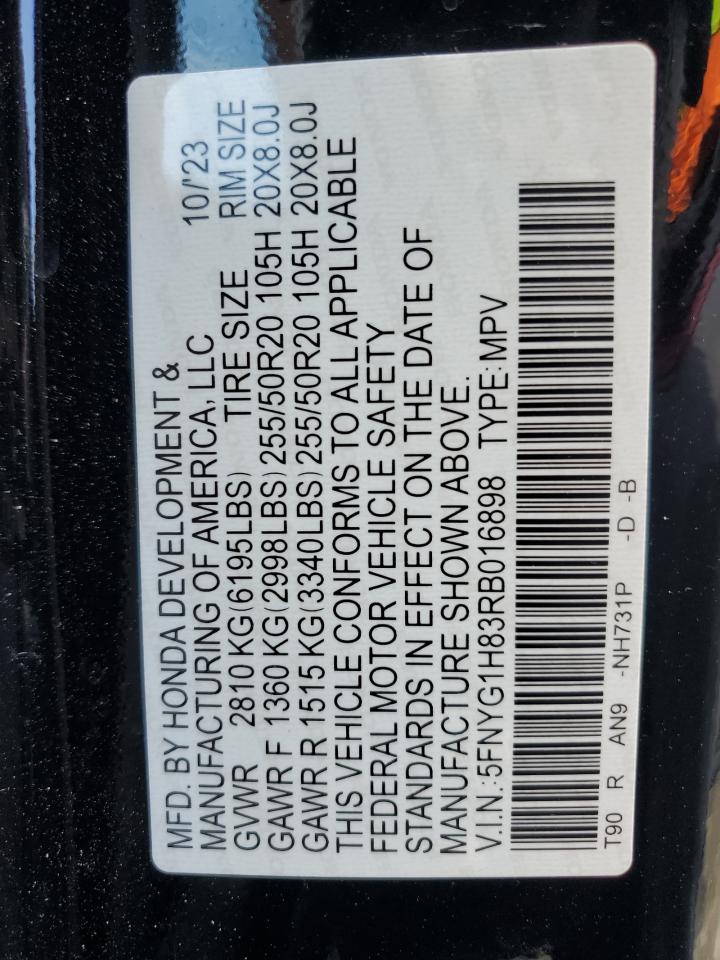 MFD. BY HONDA DEVELOPMENT &
MANUFACTURING OF AMERICA, LLC 10/'23
GVWR 2810 KG(6195LBS) TIRE SIZE RIM SIZE
GAWR F 1360 KG(2998LBS) 255/50R20 105H 20X8.0J
GAWR R 1515 KG(3340LBS) 255/50R20 105H 20X8.0J
THIS VEHICLE CONFORMS TO ALL APPLICABLE
FEDERAL MOTOR VEHICLE SAFETY
STANDARDS IN EFFECT ON THE DATE OF
MANUFACTURE SHOWN ABOVE.
V.I.N.:5FNYG1H83RB016898 TYPE:MPV
T90 R AN9 -NH731P -D -B